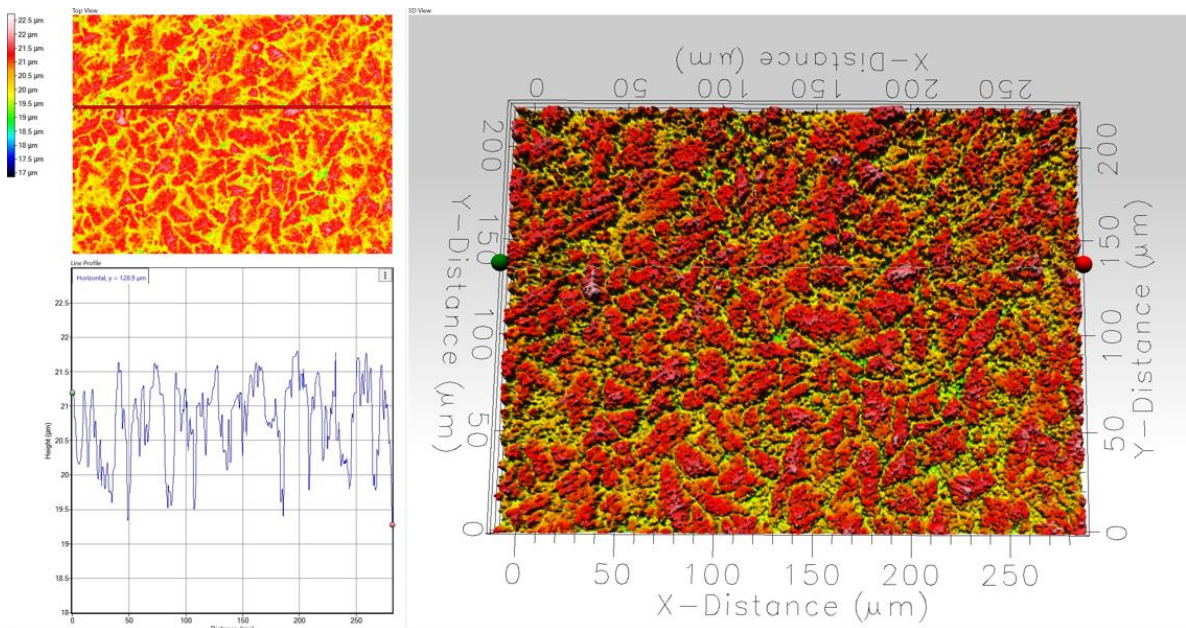 Top View
22.5 µm
22 µm
21.5 µm
21 µm
20.5 µm
20 µm
19.5 µm
19 µm
18.5 µm
18 µm
17.5 µm
17 µm
Line Profile
Horizontal, y = 128.9 µm
22.5
22
21.5
21
20.5
20
19.5
19
18.5
18
Height (µm)
0 50 100 150 200 250
3D View
X-Distance (µm)
0 50 100 150 200 250
200
150
100
50
0
Y-Distance (µm)
200
150
100
50
0
Y-Distance (µm)
0 50 100 150 200 250
X-Distance (µm)